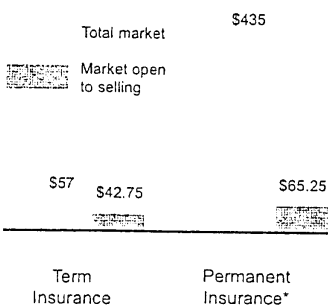 $435
Total market
Market open
to selling
$57
$42.75
$65.25
Term
Insurance
Permanent
Insurance*